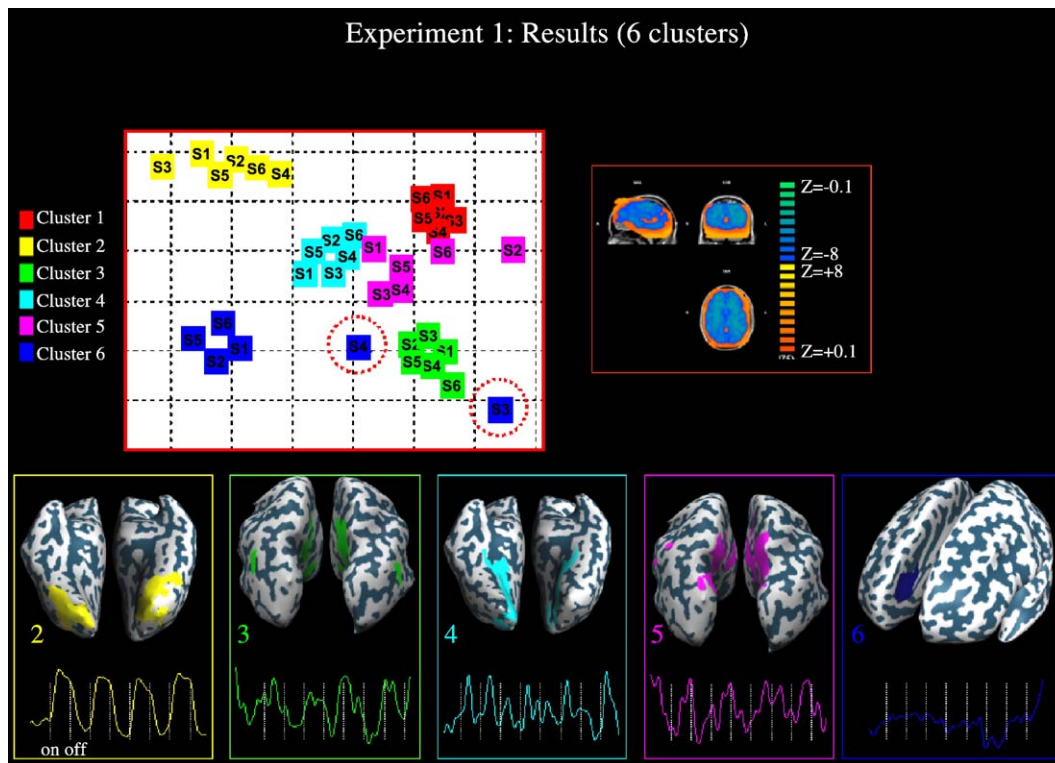 Experiment 1: Results (6 clusters)
Cluster 1
Cluster 2
Cluster 3
Cluster 4
Cluster 5
Cluster 6
S3
S1
S5
S2
S6
S4
S6
S1
S5
S3
S4
S6
S2
S5
S4
S1
S3
S1
S6
S2
S5
S3
S4
S6
S5
S1
S2
S4
S3
S2
S1
S5
S4
S6
S3
Z=-0.1
Z=-8
Z=+8
Z=+0.1
2
3
4
5
6
on off